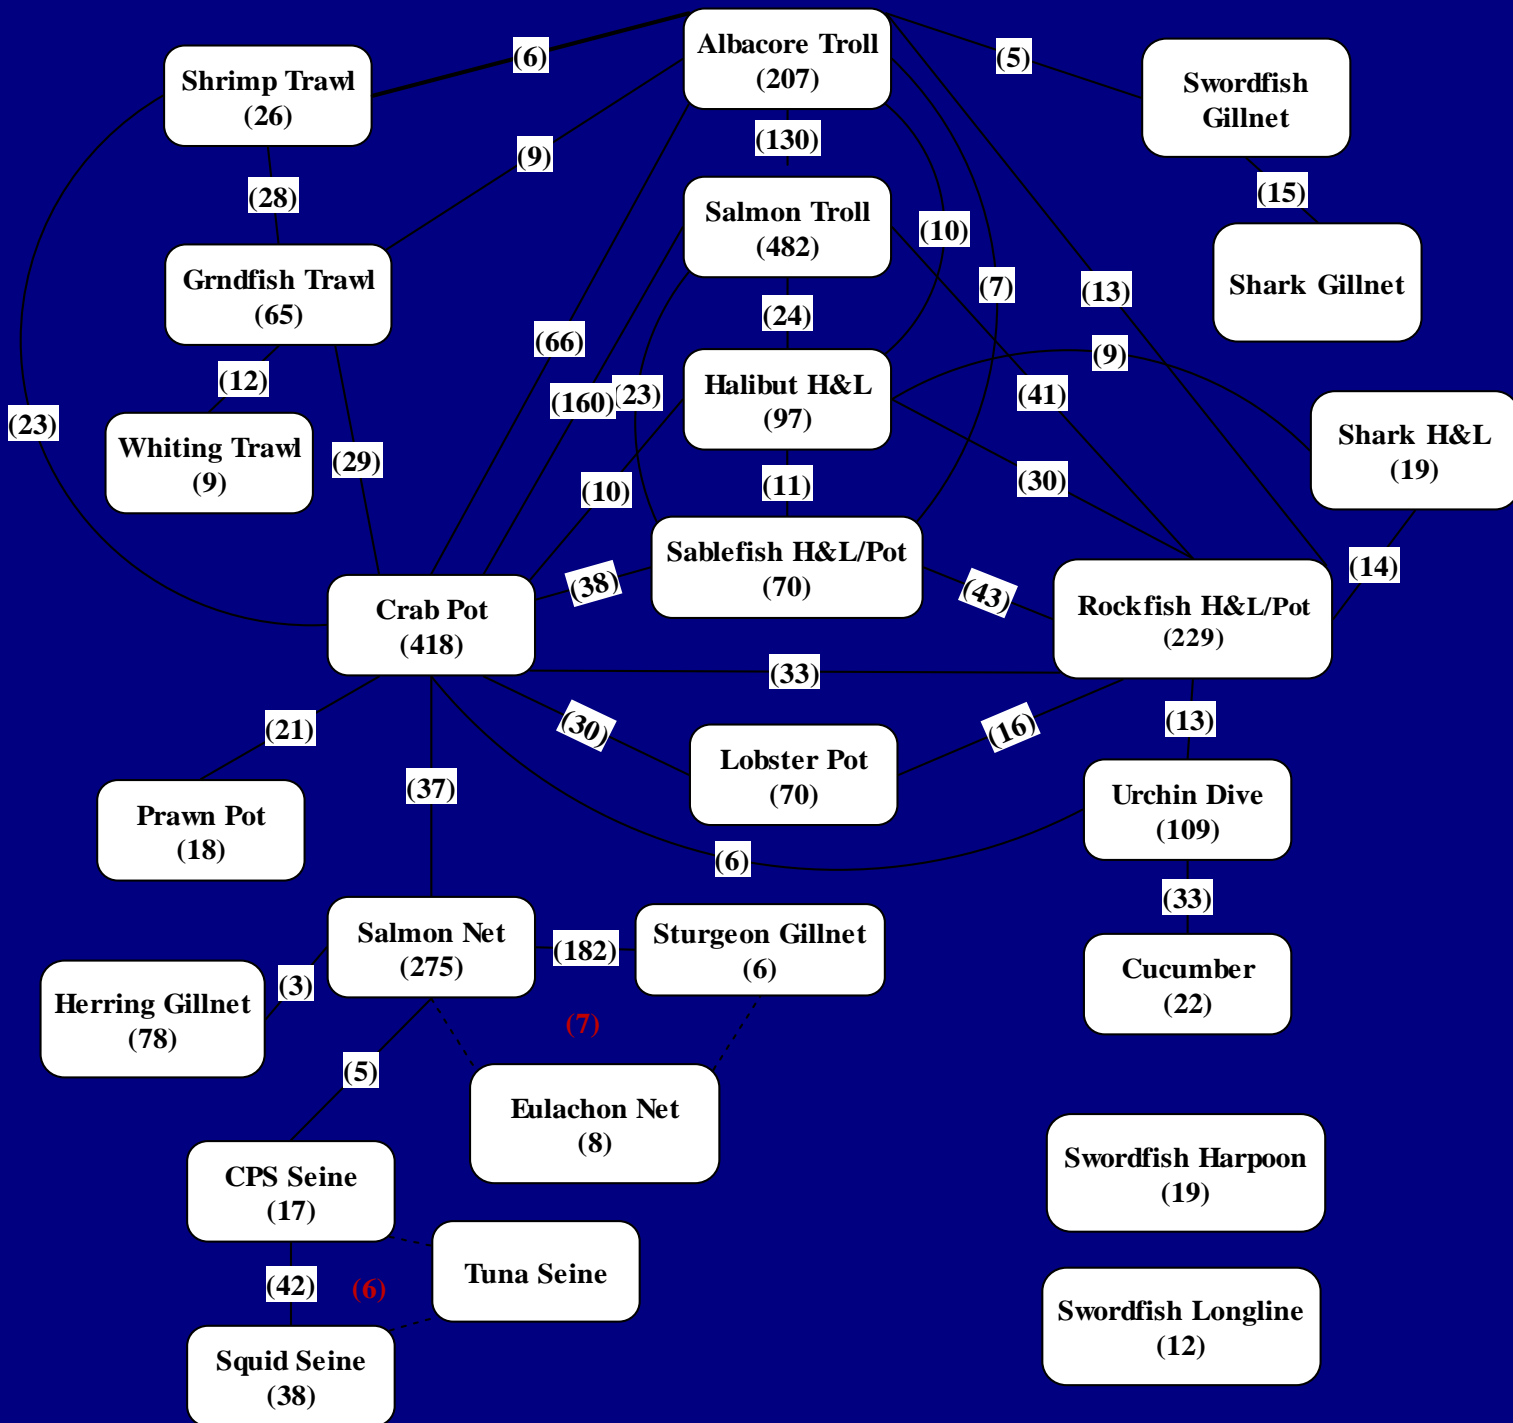 Albacore Troll
(207)
Shrimp Trawl
(26)
(6)
(5)
Swordfish
Gillnet
(130)
(9)
(28)
(15)
Salmon Troll
(482)
(10)
Grndfish Trawl
(65)
Shark Gillnet
(7)
(13)
(24)
(66)
(9)
(12)
Halibut H&L
(97)
(160)
(23)
(41)
(23)
Whiting Trawl
(9)
Shark H&L
(19)
(29)
(10)
(11)
(30)
Sablefish H&L/Pot
(70)
(38)
(43)
(14)
Crab Pot
(418)
Rockfish H&L/Pot
(229)
(33)
(21)
(30)
(16)
(13)
(37)
Lobster Pot
(70)
Urchin Dive
(109)
Prawn Pot
(18)
(6)
(33)
Salmon Net
(275)
(182)
Sturgeon Gillnet
(6)
Cucumber
(22)
(3)
Herring Gillnet
(78)
(7)
(5)
Eulachon Net
(8)
CPS Seine
(17)
Swordfish Harpoon
(19)
Tuna Seine
(42)
(6)
Swordfish Longline
(12)
Squid Seine
(38)